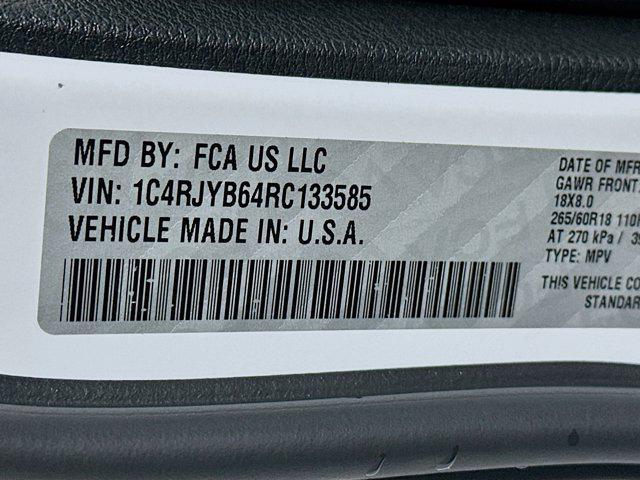 MFD BY: FCA US LLC
VIN: 1C4RJYB64RC133585
VEHICLE MADE IN: U.S.A.
DATE OF MFR
GAWR FRONT
18X8.0
265/60R18 110
AT 270 kPa /
TYPE: MPV
THIS VEHICLE CO
STANDAR